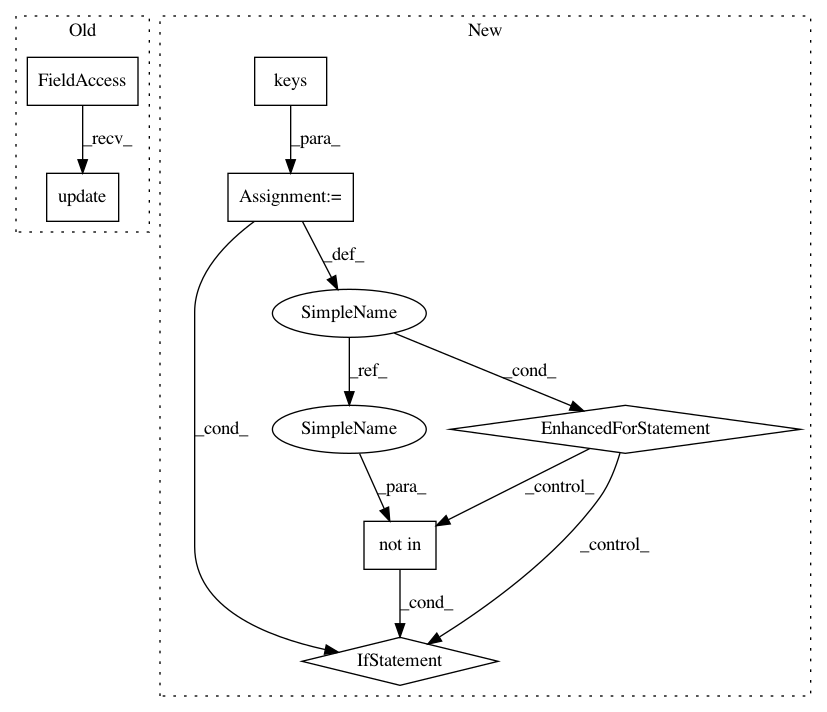 Old
New
FieldAccess
keys
_recv_
_para_
update
Assignment:=
_def_
SimpleName
_ref_
_cond_
_cond_
SimpleName
EnhancedForStatement
_para_
_control_
not in
_control_
_cond_
IfStatement